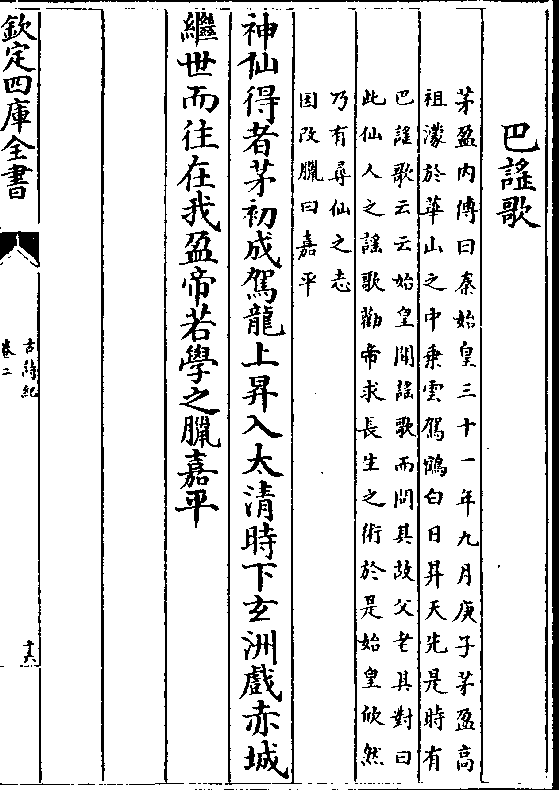 巴謡歌
茅盈内傳曰秦始皇三十一年九月庚子茅盈髙
祖濛於華山之中乗雲駕鶴白日昇天先是時有
巴謡歌云云始皇聞謡歌而問其故父老具對曰
此仙人之謡歌勸帝求長生之術於是始皇欣然
乃有尋仙之志
因改臘曰嘉平
神仙得者茅初成駕龍上昇入太清時下玄洲戲赤城
繼世而往在我盈帝若學之臘嘉平
欽定四庫全書
古詩紀
卷二
十六